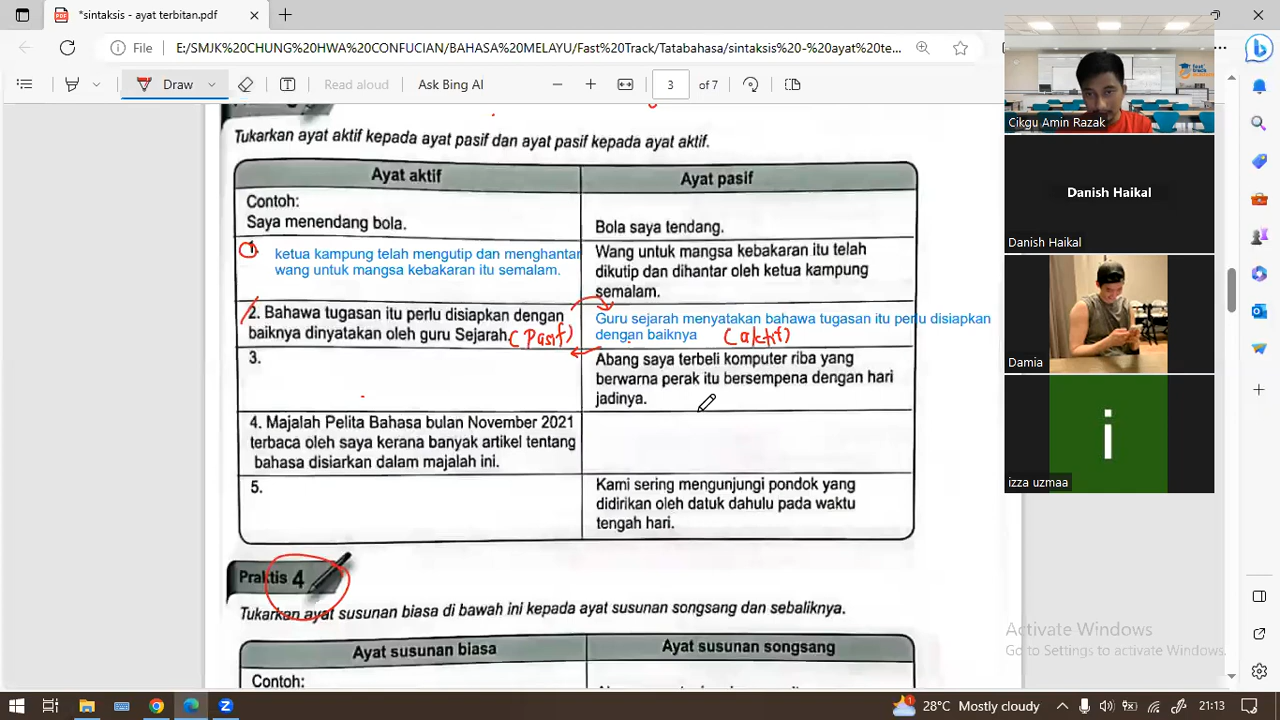 *sintaksis - terbitan.pdf
File
E:/SMJK%20CHUNG%20HWA%20CONFUCIAN/BAHASA%20MELAYU/Fast%20Track/Tatabahasa/sintaksis%20-%20ayat%20te...
Draw
Read aloud
Ask Bing Ai
3
of 7
Tukarkan ayat aktif kepada ayat pasif dan ayat pasif kepada ayat aktif.
Ayat aktif
Ayat pasif
Contoh:
Saya menendang bola.
Bola saya tendang.
1
ketua kampung telah mengutip dan menghantar
wang untuk mangsa kebakaran itu semalam.
Wang untuk mangsa kebakaran itu telah
dikutip dan dihantar oleh ketua kampung
semalam.
2. Bahawa tugasan itu perlu disiapkan dengan
baiknya dinyatakan oleh guru Sejarah.
(Pasif)
Guru sejarah menyatakan bahawa tugasan itu perlu disiapkan
dengan baiknya
(aktif)
3.
Abang saya terbeli komputer riba yang
berwarna perak itu bersempena dengan hari
jadinya.
4. Majalah Pelita Bahasa bulan November 2021
terbaca oleh saya kerana banyak artikel tentang
bahasa disiarkan dalam majalah ini.
5.
Kami sering mengunjungi pondok yang
didirikan oleh datuk dahulu pada waktu
tengah hari.
Praktis 4
Tukarkan ayat susunan biasa di bawah ini kepada ayat susunan songsang dan sebaliknya.
Ayat susunan biasa
Ayat susunan songsang
Contoh:
Cikgu Amin Razak
Danish Haikal
Danish Haikal
Damia
i
izza uzmaa
Activate Windows
Go to Settings to activate Windows.
28°C Mostly cloudy
21:13